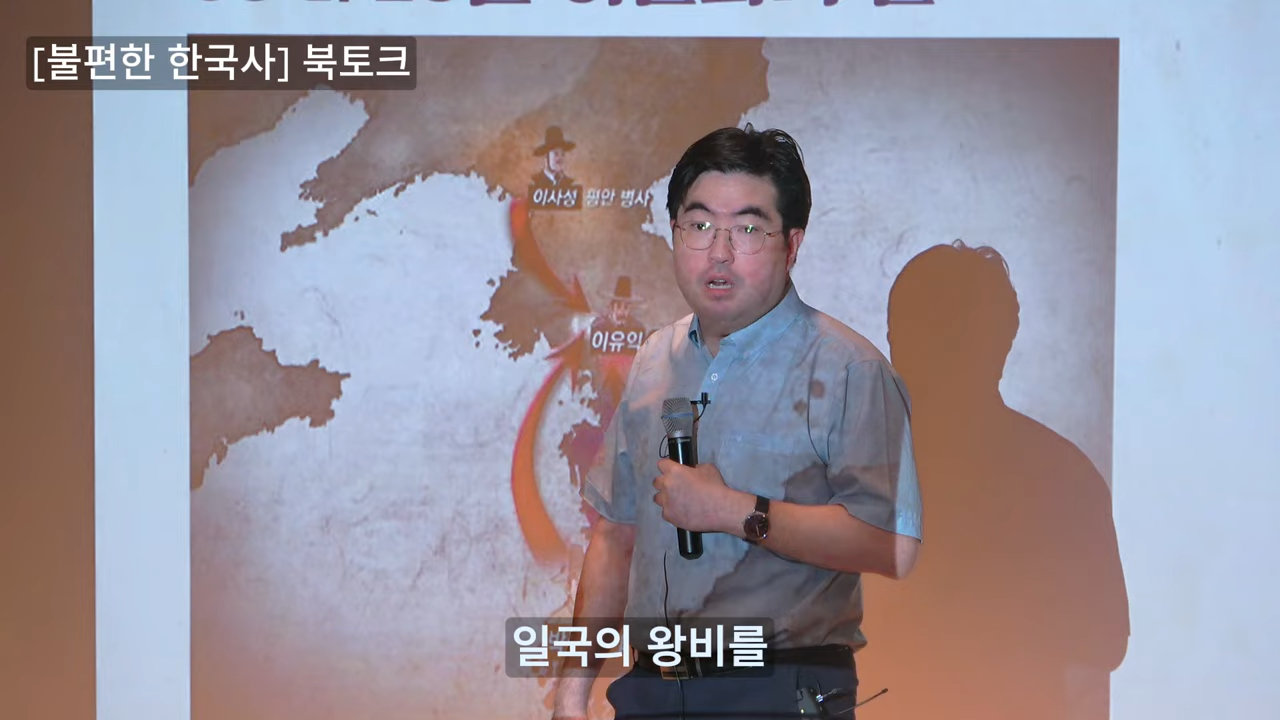 [불편한 한국사] 북토크
이사성 평안 병사
이유익
일국의 왕비를